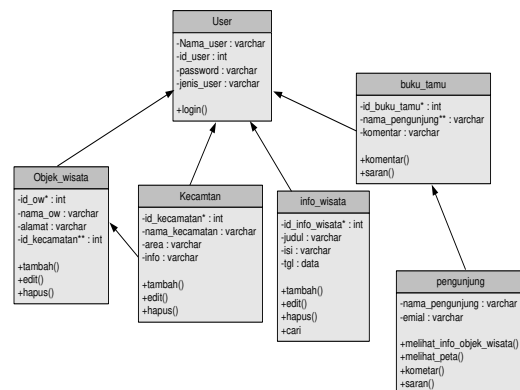 User
-Nama_user : varchar
-id_user : int
-password : varchar
-jenis_user : varchar
+login()
buku_tamu
-id_buku_tamu* : int
-nama_pengunjung** : varchar
-komentar : varchar
+komentar()
+saran()
Objek_wisata
-id_ow* : int
-nama_ow : varchar
-alamat : varchar
-id_kecamatan** : int
+tambah()
+edit()
+hapus()
Kecamtan
-id_kecamatan* : int
-nama_kecamatan : varchar
-area : varchar
-info : varchar
+tambah()
+edit()
+hapus()
info_wisata
-id_info_wisata* : int
-judul : varchar
-isi : varchar
-tgl : data
+tambah()
+edit()
+hapus()
+cari
pengunjung
-nama_pengunjung : varchar
-emial : varchar
+melihat_info_objek_wisata()
+melihat_peta()
+kometar()
+saran()